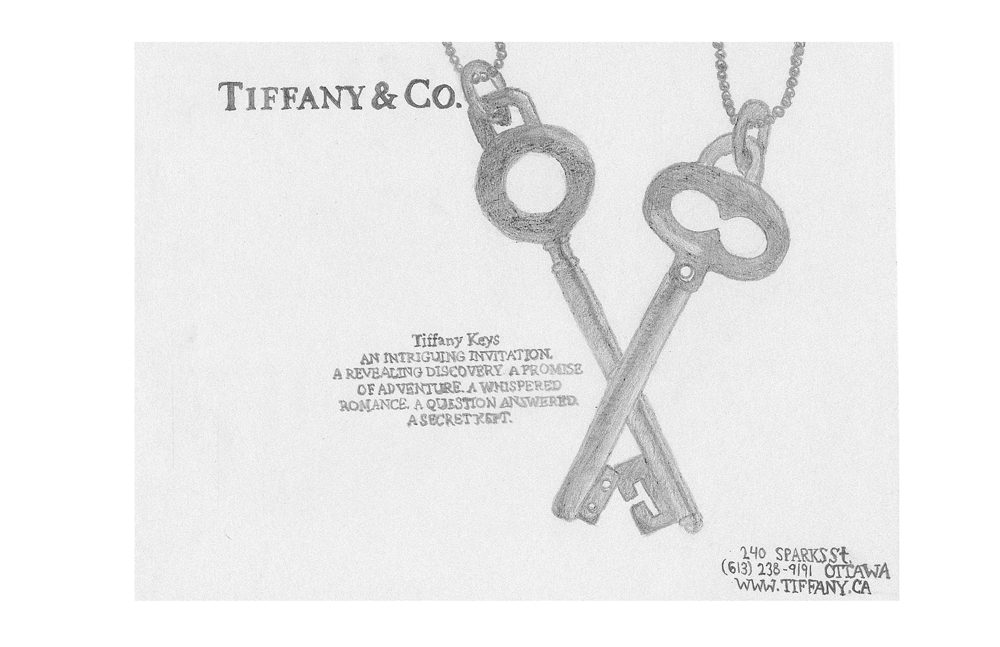 TIFFANY & CO.
Tiffany Keys
AN INTRIGUING INVITATION.
A REVEALING DISCOVERY. A PROMISE
OF ADVENTURE. A WHISPERED
ROMANCE. A QUESTION ANSWERED.
A SECRET KEPT.
240 SPARKS St.
(613) 238-9191 OTTAWA
WWW.TIFFANY.CA